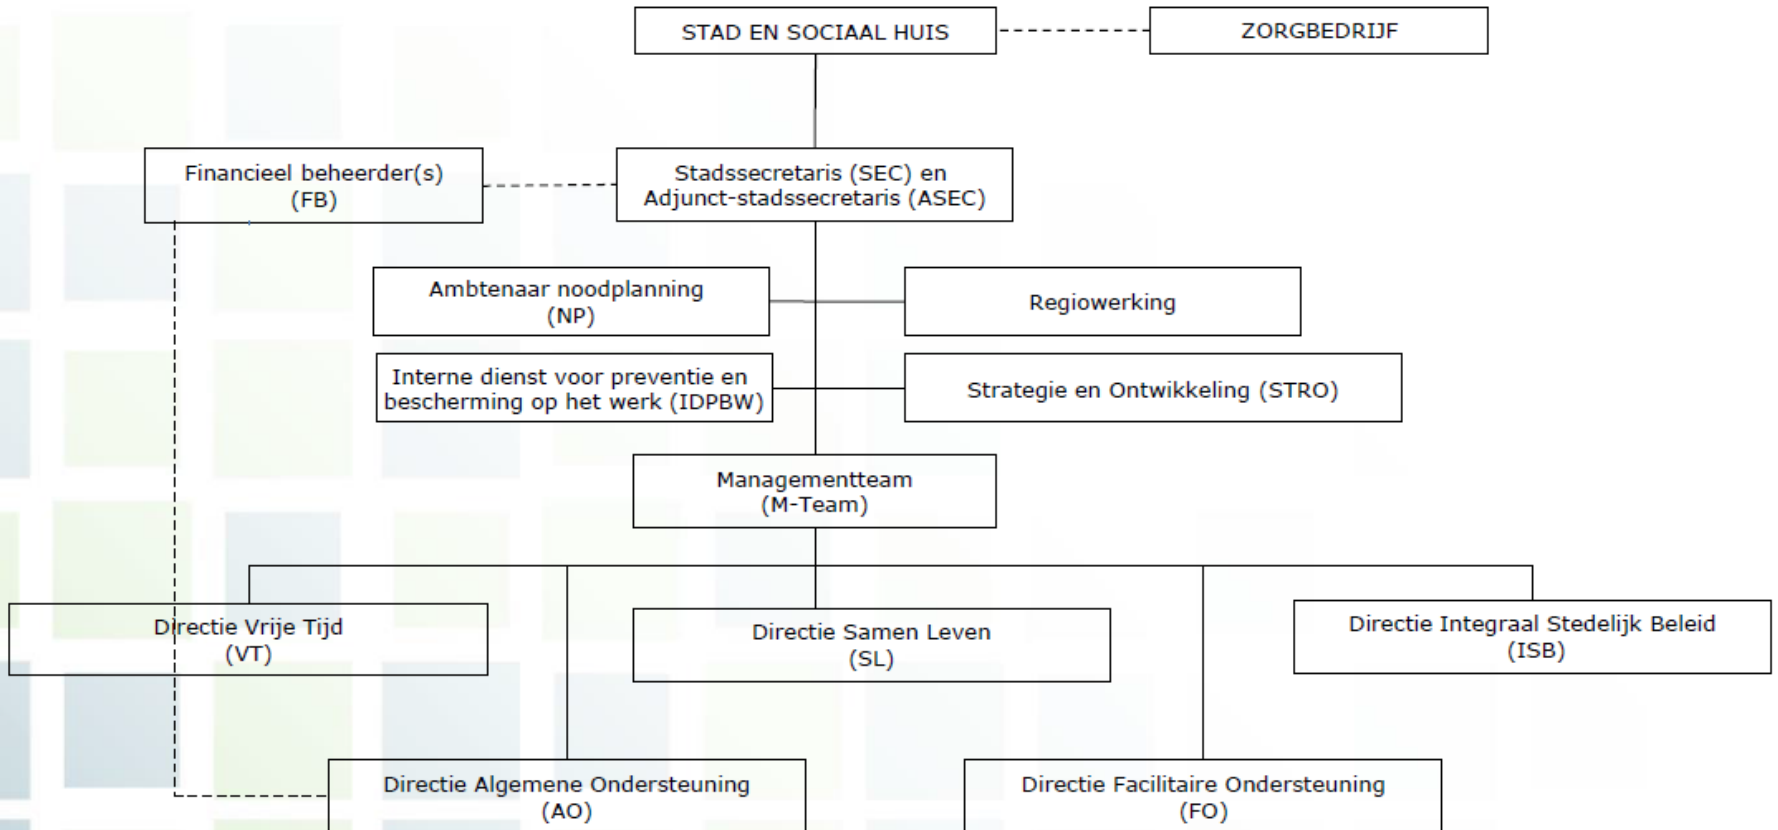 STAD EN SOCIAAL HUIS
ZORGBEDRIJF
Financieel beheerder(s)
(FB)
Stadssecretaris (SEC) en
Adjunct-stadssecretaris (ASEC)
Ambtenaar noodplanning
(NP)
Regiowerking
Interne dienst voor preventie en
bescherming op het werk (IDPBW)
Strategie en Ontwikkeling (STRO)
Managementteam
(M-Team)
Directie Vrije Tijd
(VT)
Directie Samen Leven
(SL)
Directie Integraal Stedelijk Beleid
(ISB)
Directie Algemene Ondersteuning
(AO)
Directie Facilitaire Ondersteuning
(FO)